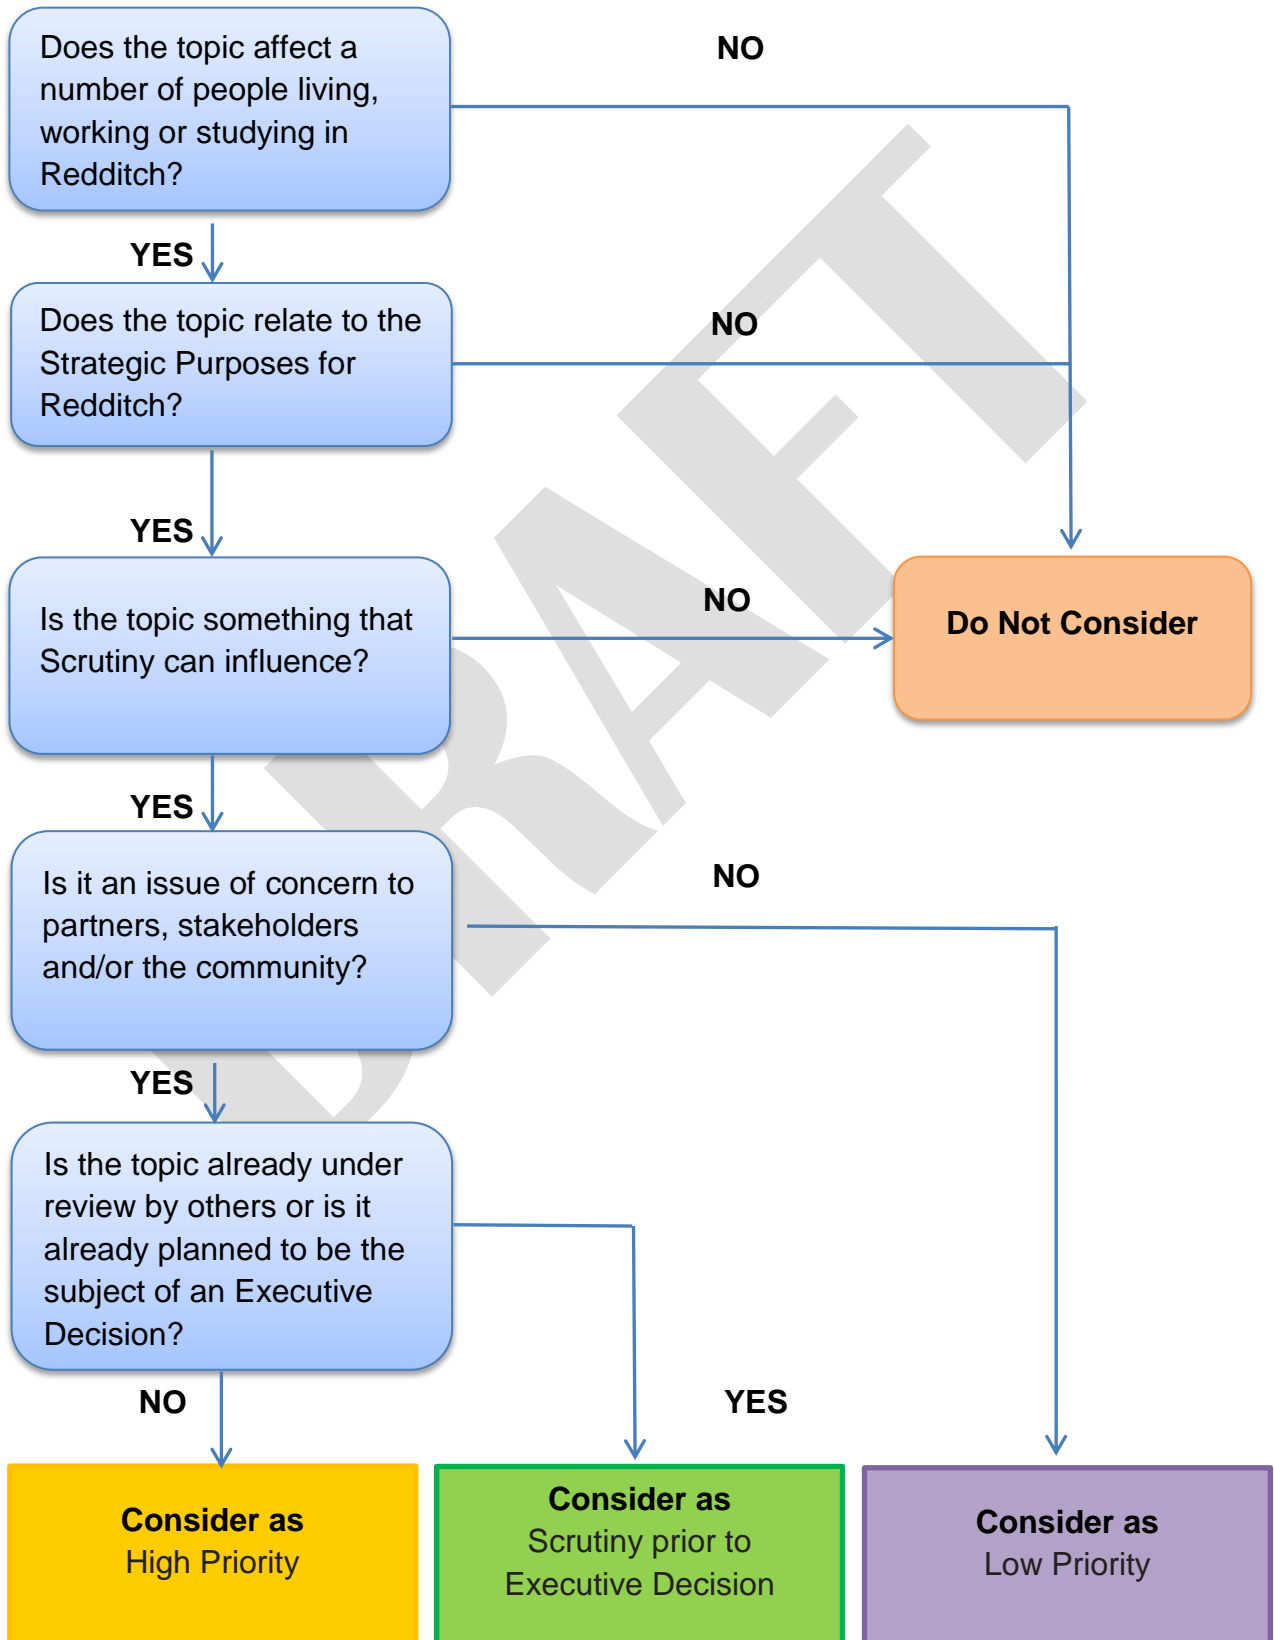 Does the topic affect a
number of people living,
working or studying in
Redditch?
NO
YES
Does the topic relate to the
Strategic Purposes for
Redditch?
NO
YES
Is the topic something that
Scrutiny can influence?
NO
Do Not Consider
YES
Is it an issue of concern to
partners, stakeholders
and/or the community?
NO
YES
Is the topic already under
review by others or is it
already planned to be the
subject of an Executive
Decision?
NO
YES
Consider as
High Priority
Consider as
Scrutiny prior to
Executive Decision
Consider as
Low Priority
DRAFT